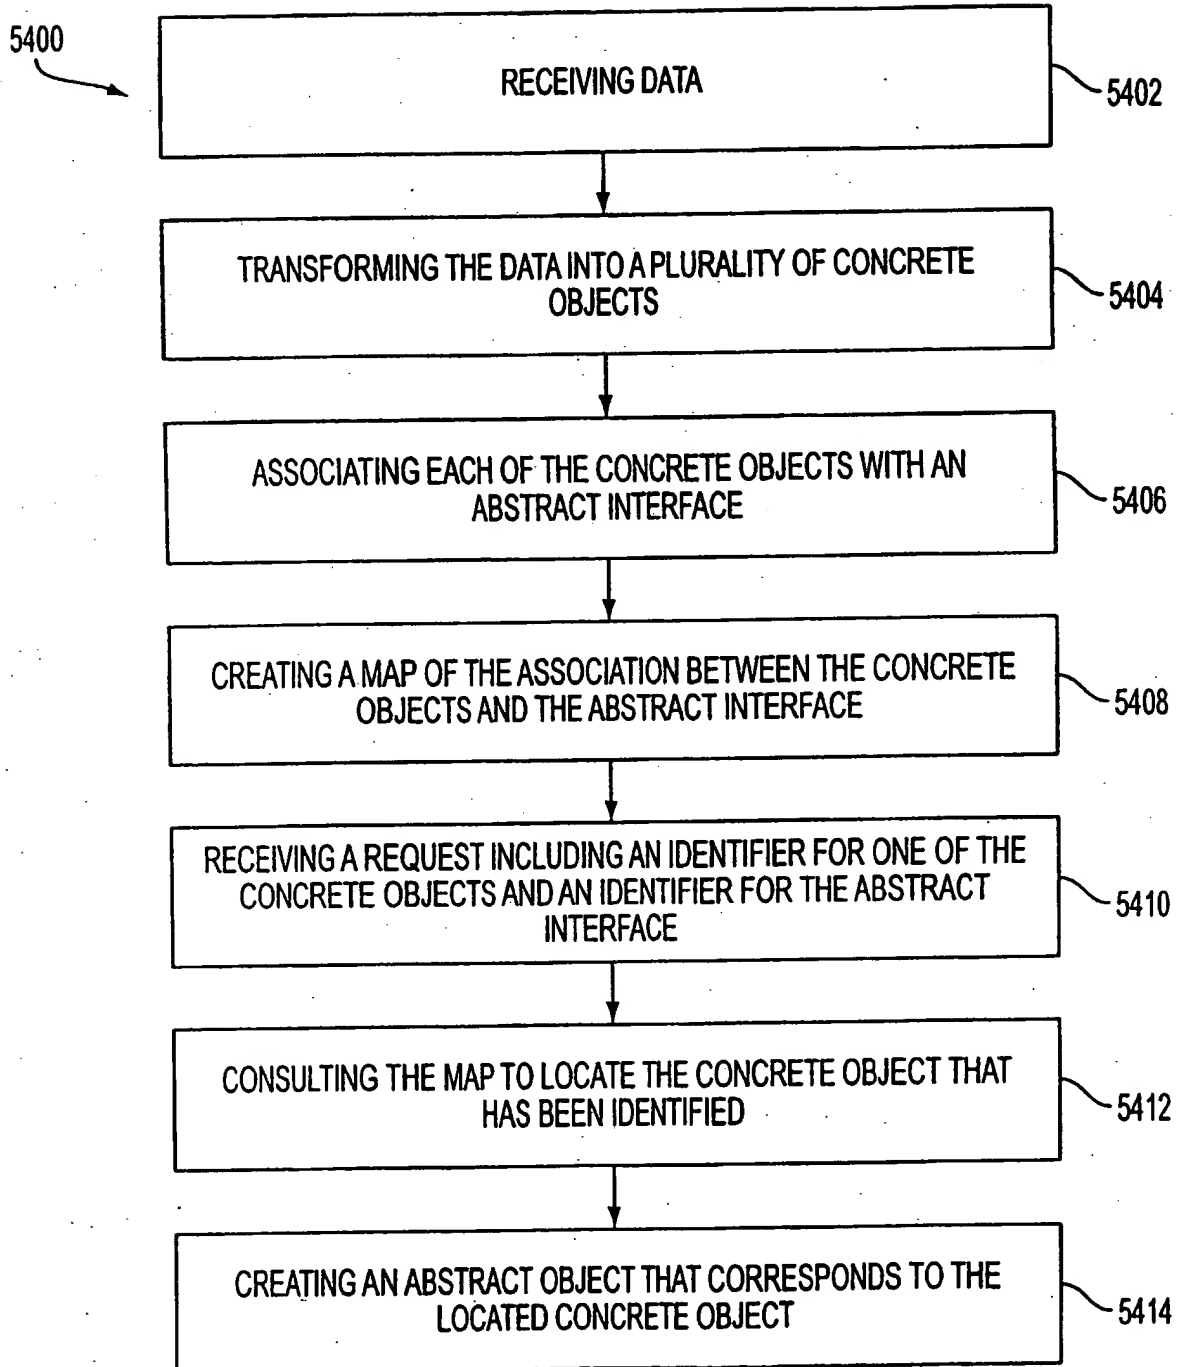 5400
RECEIVING DATA
5402
TRANSFORMING THE DATA INTO A PLURALITY OF CONCRETE
OBJECTS
5404
ASSOCIATING EACH OF THE CONCRETE OBJECTS WITH AN
ABSTRACT INTERFACE
5406
CREATING A MAP OF THE ASSOCIATION BETWEEN THE CONCRETE
OBJECTS AND THE ABSTRACT INTERFACE
5408
RECEIVING A REQUEST INCLUDING AN IDENTIFIER FOR ONE OF THE
CONCRETE OBJECTS AND AN IDENTIFIER FOR THE ABSTRACT
INTERFACE
5410
CONSULTING THE MAP TO LOCATE THE CONCRETE OBJECT THAT
HAS BEEN IDENTIFIED
5412
CREATING AN ABSTRACT OBJECT THAT CORRESPONDS TO THE
LOCATED CONCRETE OBJECT
5414